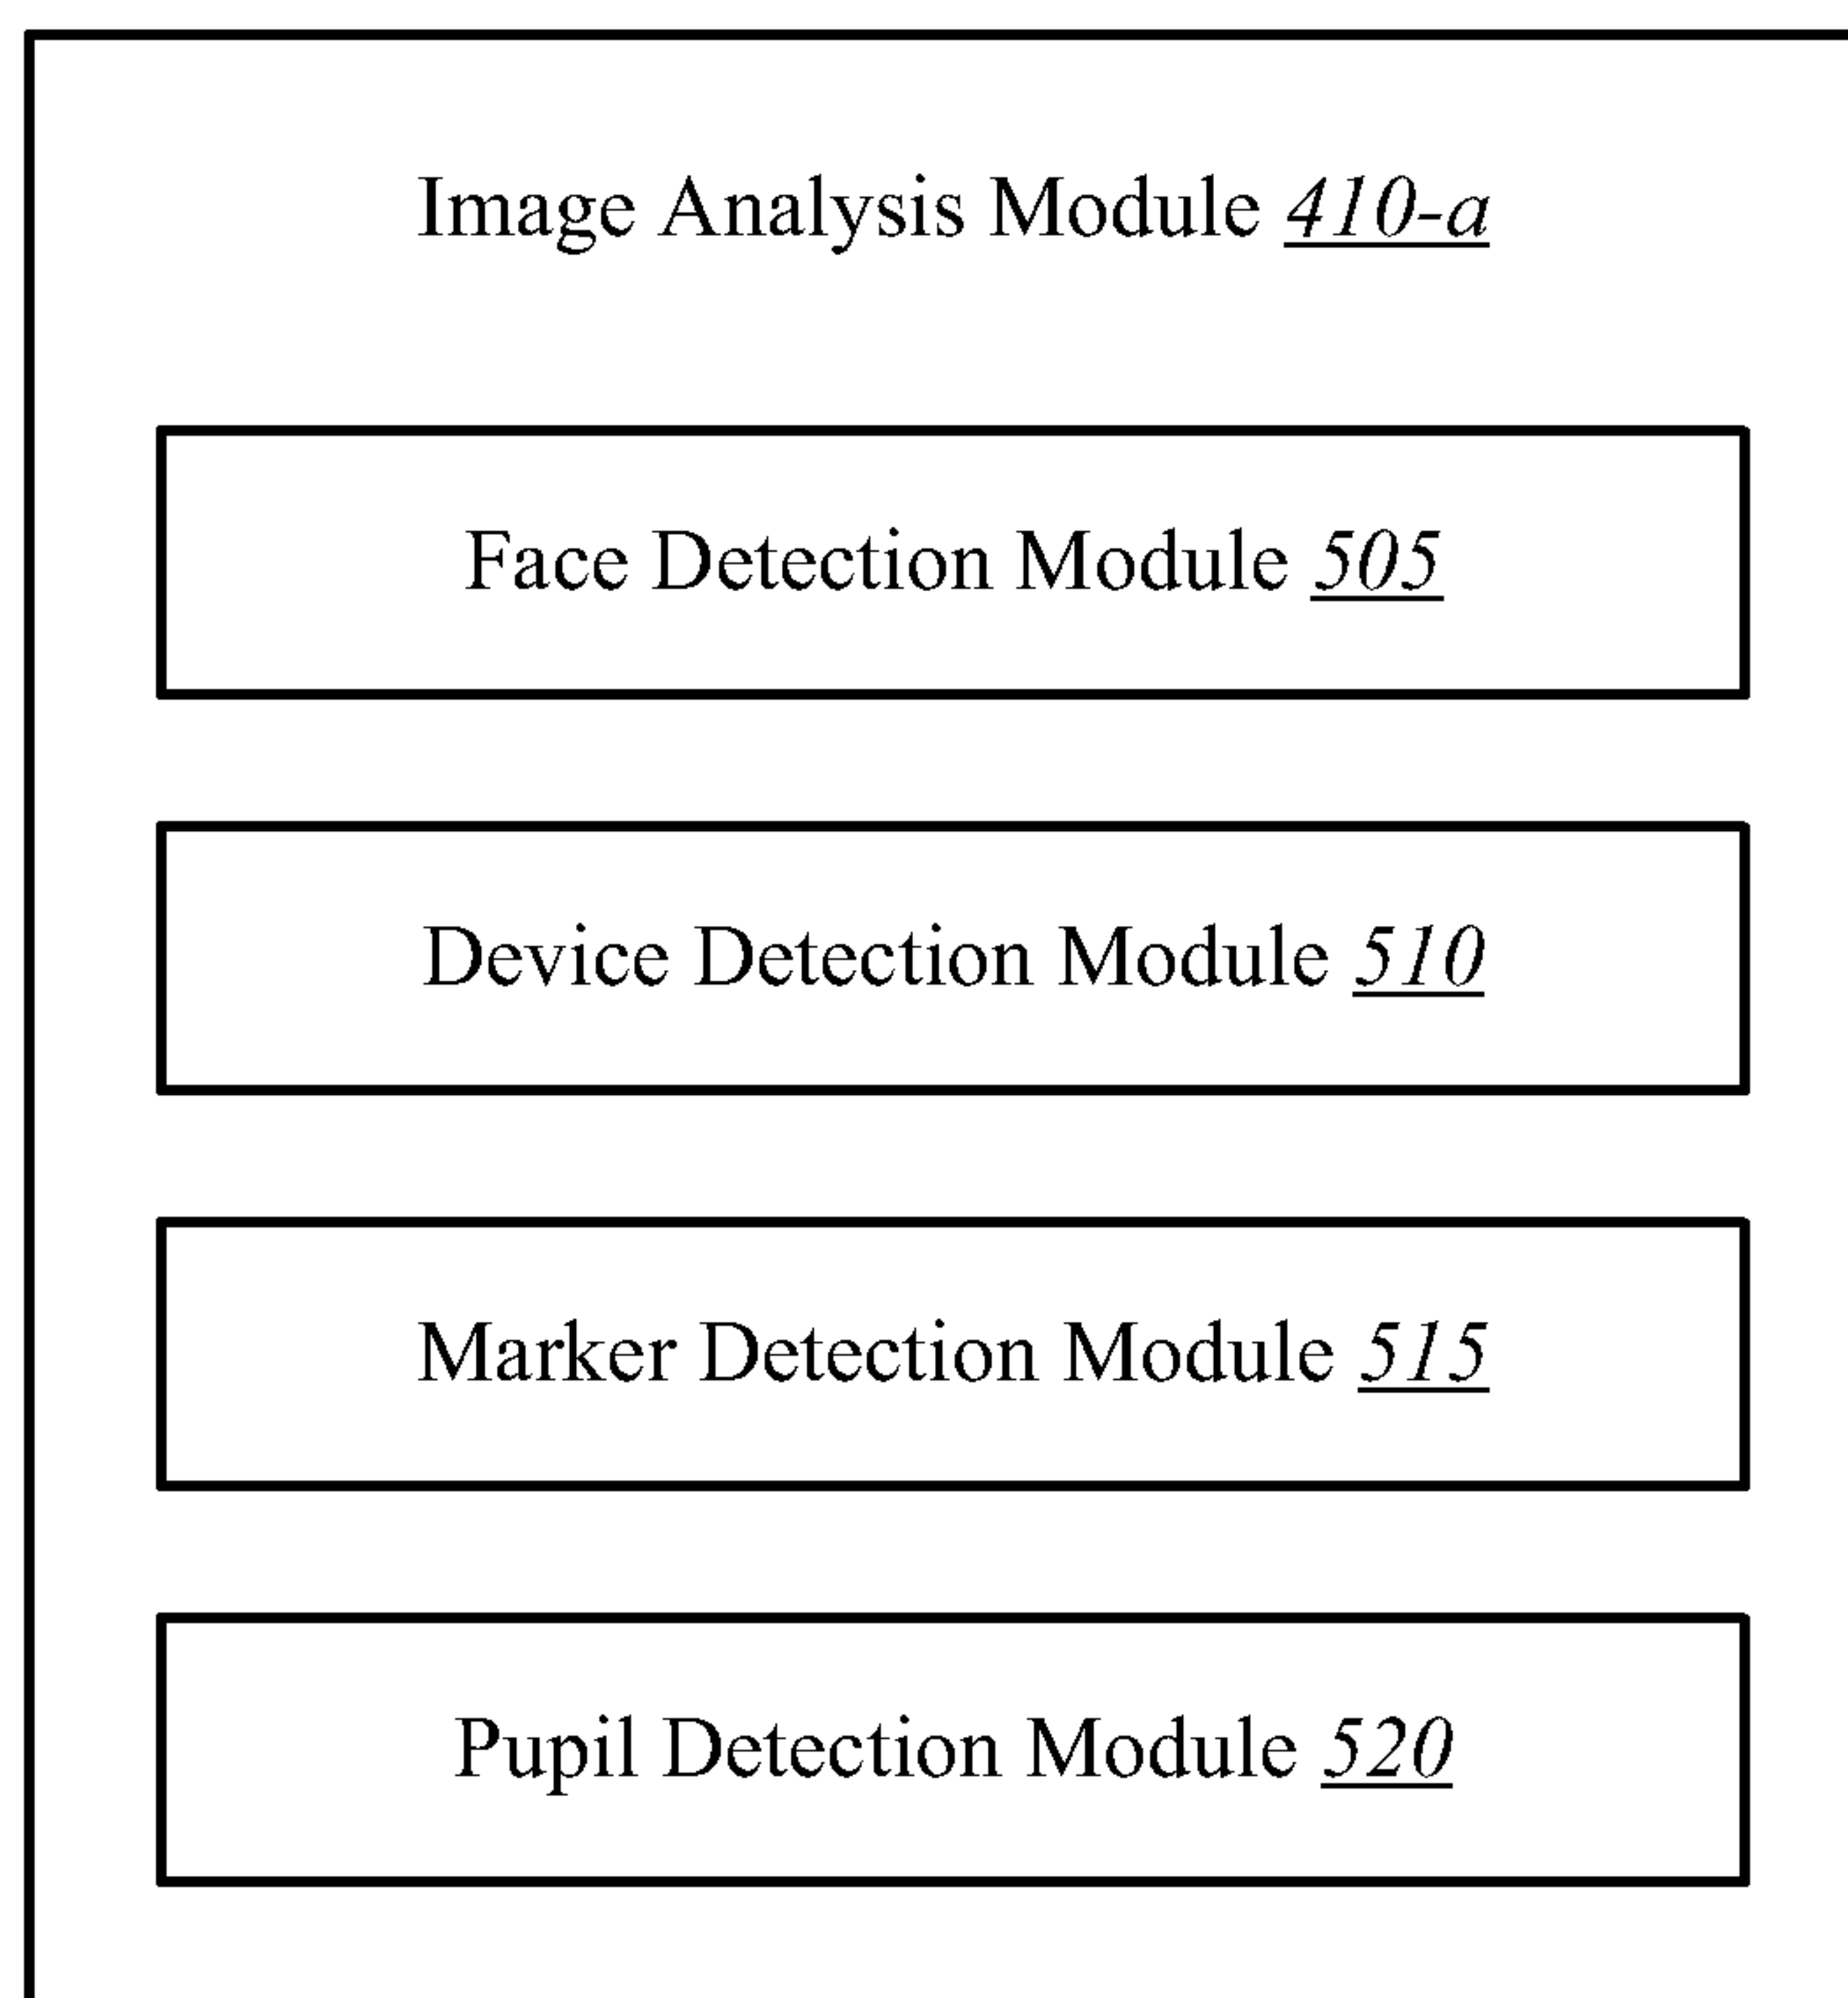 Image Analysis Module 410-a
Face Detection Module 505
Device Detection Module 510
Marker Detection Module 515
Pupil Detection Module 520